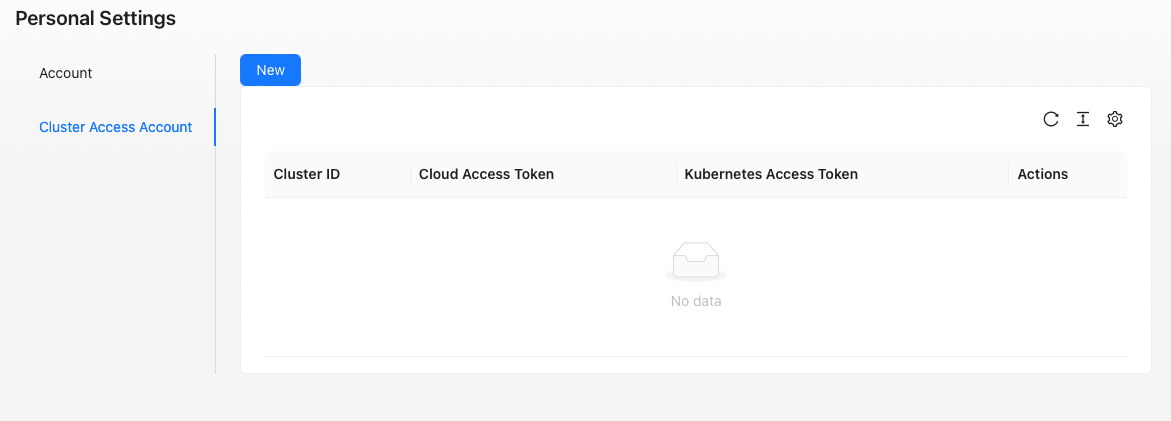 Personal Settings
Account
Cluster Access Account
New
Cluster ID
Cloud Access Token
Kubernetes Access Token
Actions
No data